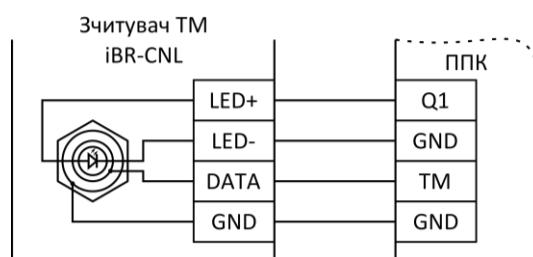 Зчитувач ТМ
iBR-CNL
ППК
LED+
Q1
LED-
GND
DATA
TM
GND
GND